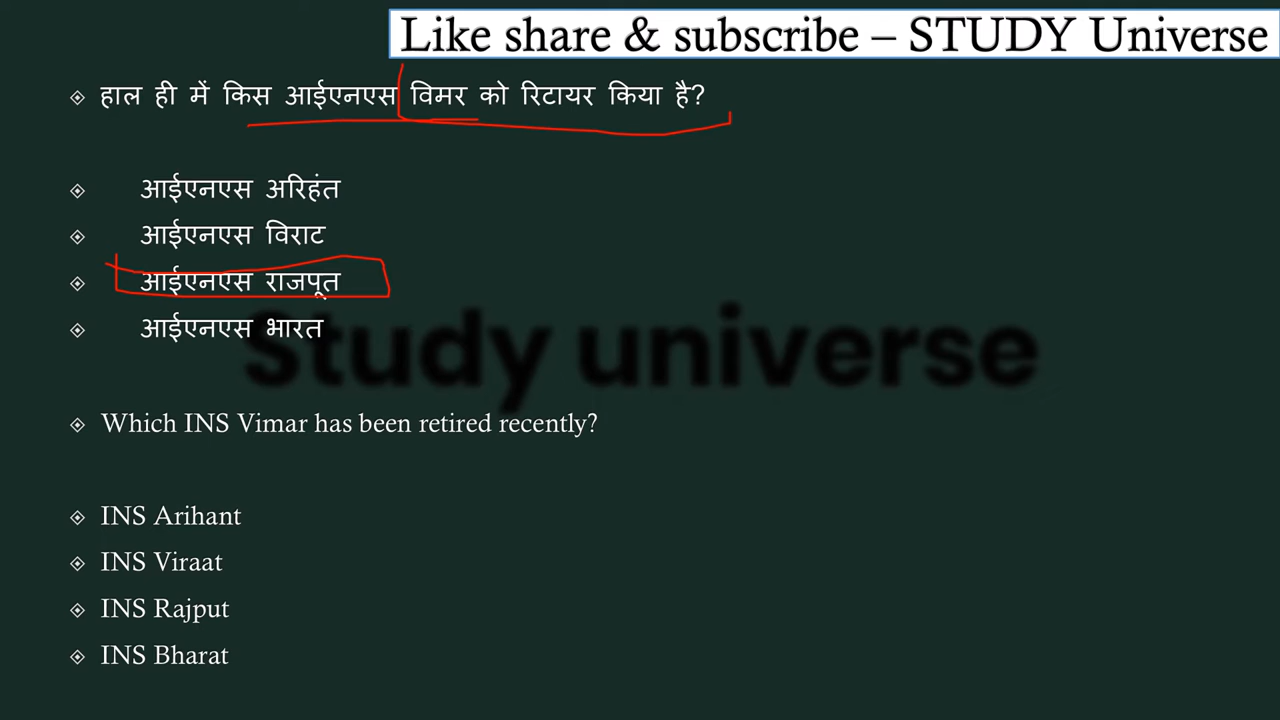 Like share & subscribe – STUDY Universe
हाल ही में किस आईएनएस विमर को रिटायर किया है?
आईएनएस अरिहंत
आईएनएस विराट
आईएनएस राजपूत
आईएनएस भारत
Study universe
Which INS Vimar has been retired recently?
INS Arihant
INS Viraat
INS Rajput
INS Bharat